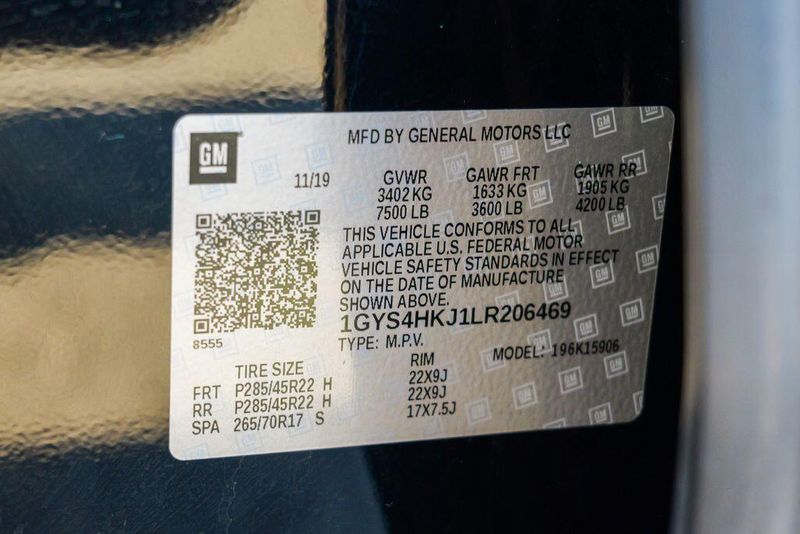 GM
MFD BY GENERAL MOTORS LLC
11/19
GVWR GAWR FRT GAWR RR
3402 KG 1633 KG 1905 KG
7500 LB 3600 LB 4200 LB
THIS VEHICLE CONFORMS TO ALL
APPLICABLE U.S. FEDERAL MOTOR
VEHICLE SAFETY STANDARDS IN EFFECT
ON THE DATE OF MANUFACTURE
SHOWN ABOVE.
1GYS4HKJ1LR206469
8555
TYPE: M.P.V. MODEL: 196K15906
TIRE SIZE RIM
FRT P285/45R22 H 22X9J
RR P285/45R22 H 22X9J
SPA 265/70R17 S 17X7.5J